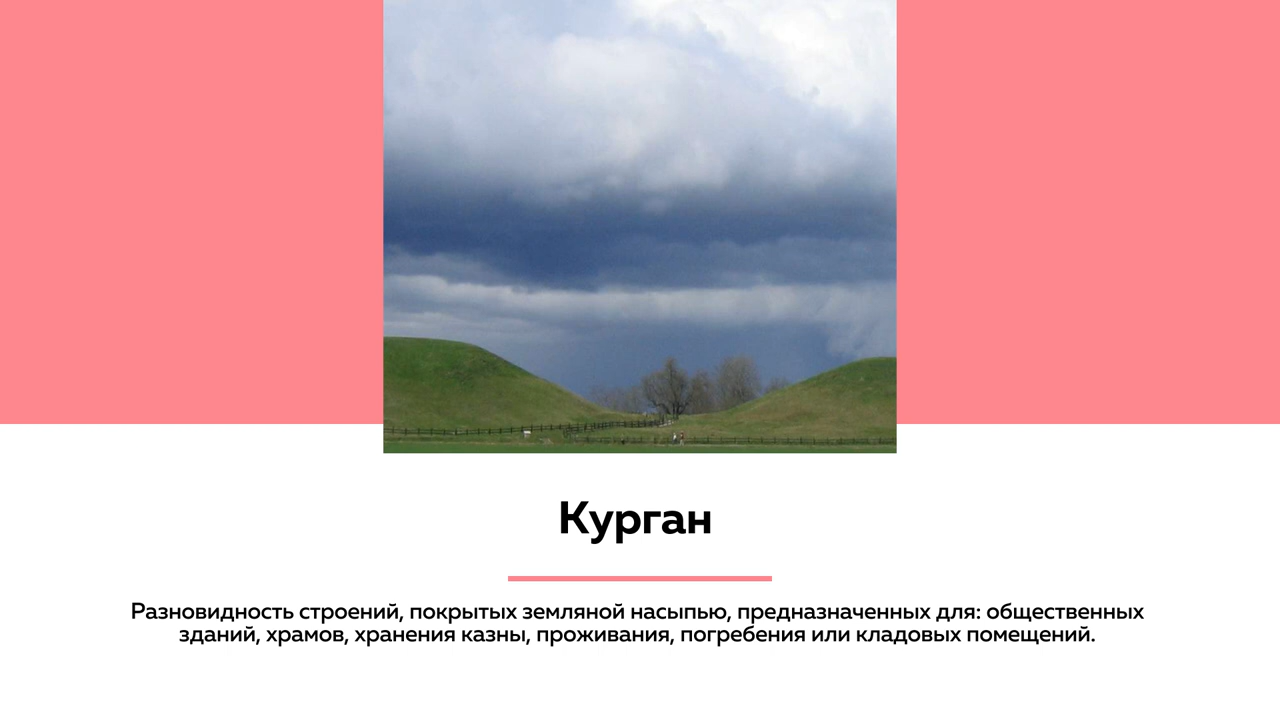 Курган
Разновидность строений, покрытых земляной насыпью, предназначенных для: общественных
зданий, храмов, хранения казны, проживания, погребения или кладовых помещений.